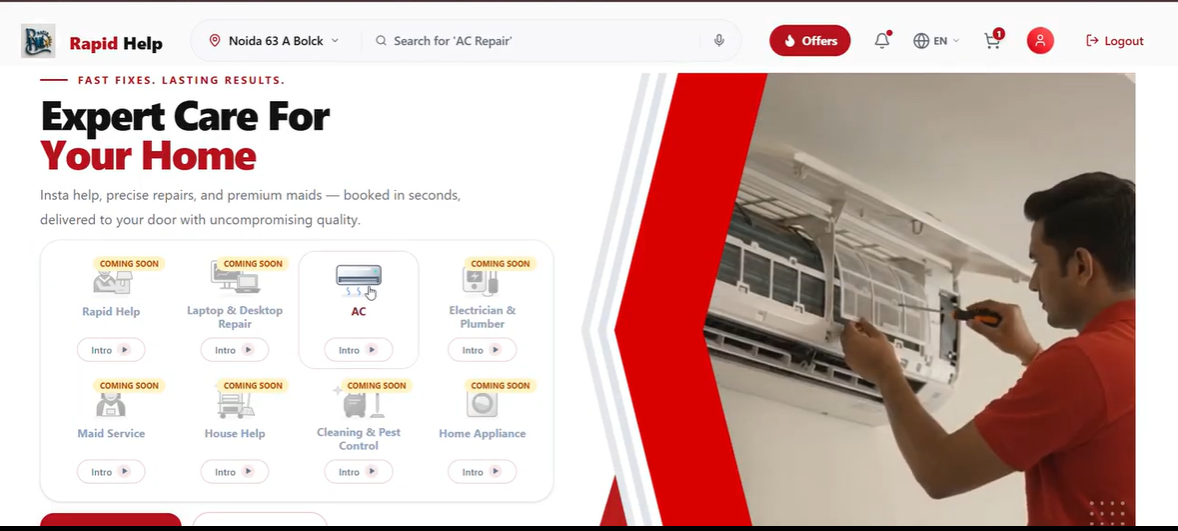 Rapid Help
Noida 63 A Bolck
Search for 'AC Repair'
Offers
EN
1
Logout
FAST FIXES. LASTING RESULTS.
Expert Care For
Your Home
Insta help, precise repairs, and premium maids — booked in seconds,
delivered to your door with uncompromising quality.
COMING SOON
Rapid Help
Intro
COMING SOON
Laptop & Desktop
Repair
Intro
AC
Intro
COMING SOON
Electrician &
Plumber
Intro
COMING SOON
Maid Service
Intro
COMING SOON
House Help
Intro
COMING SOON
Cleaning & Pest
Control
Intro
COMING SOON
Home Appliance
Intro